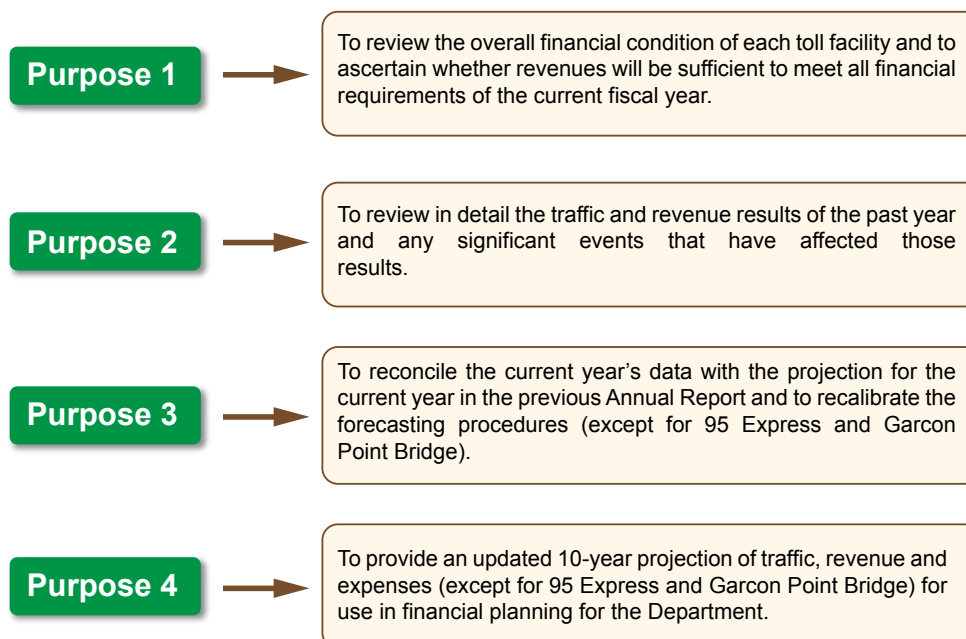 Purpose 1
To review the overall financial condition of each toll facility and to
ascertain whether revenues will be sufficient to meet all financial
requirements of the current fiscal year.
Purpose 2
To review in detail the traffic and revenue results of the past year
and any significant events that have affected those
results.
Purpose 3
To reconcile the current year’s data with the projection for the
current year in the previous Annual Report and to recalibrate the
forecasting procedures (except for 95 Express and Garcon
Point Bridge).
Purpose 4
To provide an updated 10-year projection of traffic, revenue and
expenses (except for 95 Express and Garcon Point Bridge) for
use in financial planning for the Department.